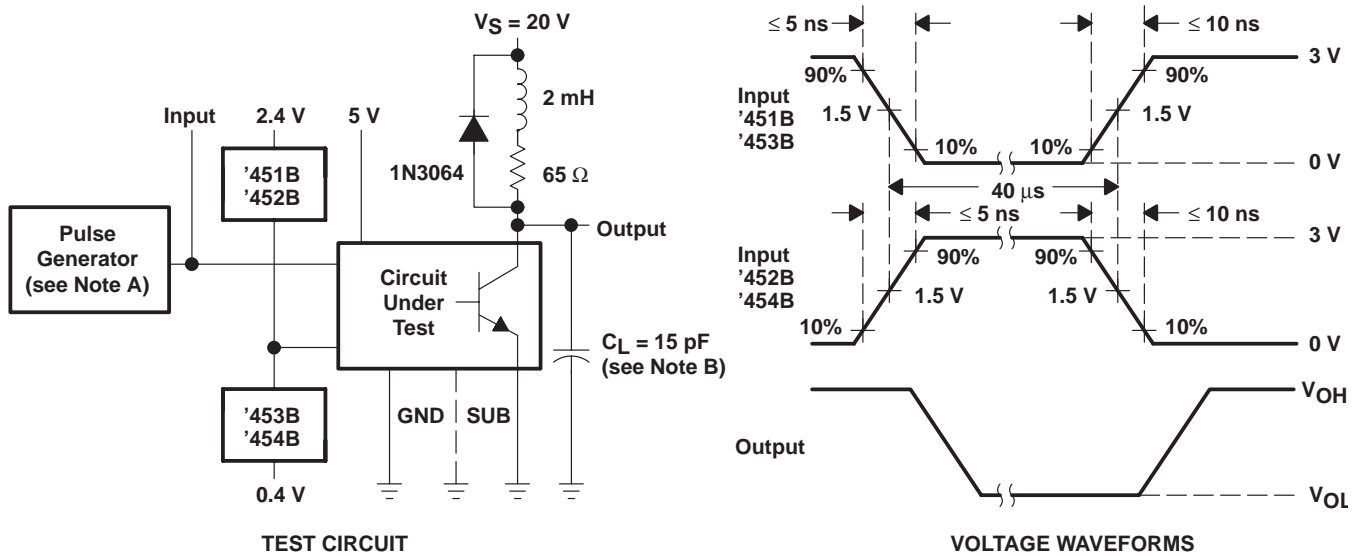 VS = 20 V
Input
2.4 V
5 V
2 mH
'451B
'452B
1N3064
65 Ω
Output
Pulse
Generator
(see Note A)
Circuit
Under
Test
CL = 15 pF
(see Note B)
'453B
'454B
GND
SUB
0.4 V
TEST CIRCUIT
≤ 5 ns
≤ 10 ns
3 V
90%
90%
Input
'451B
'453B
1.5 V
1.5 V
10%
10%
0 V
40 μs
≤ 5 ns
≤ 10 ns
3 V
Input
'452B
'454B
90%
90%
1.5 V
1.5 V
10%
10%
0 V
VOH
Output
VOL
VOLTAGE WAVEFORMS